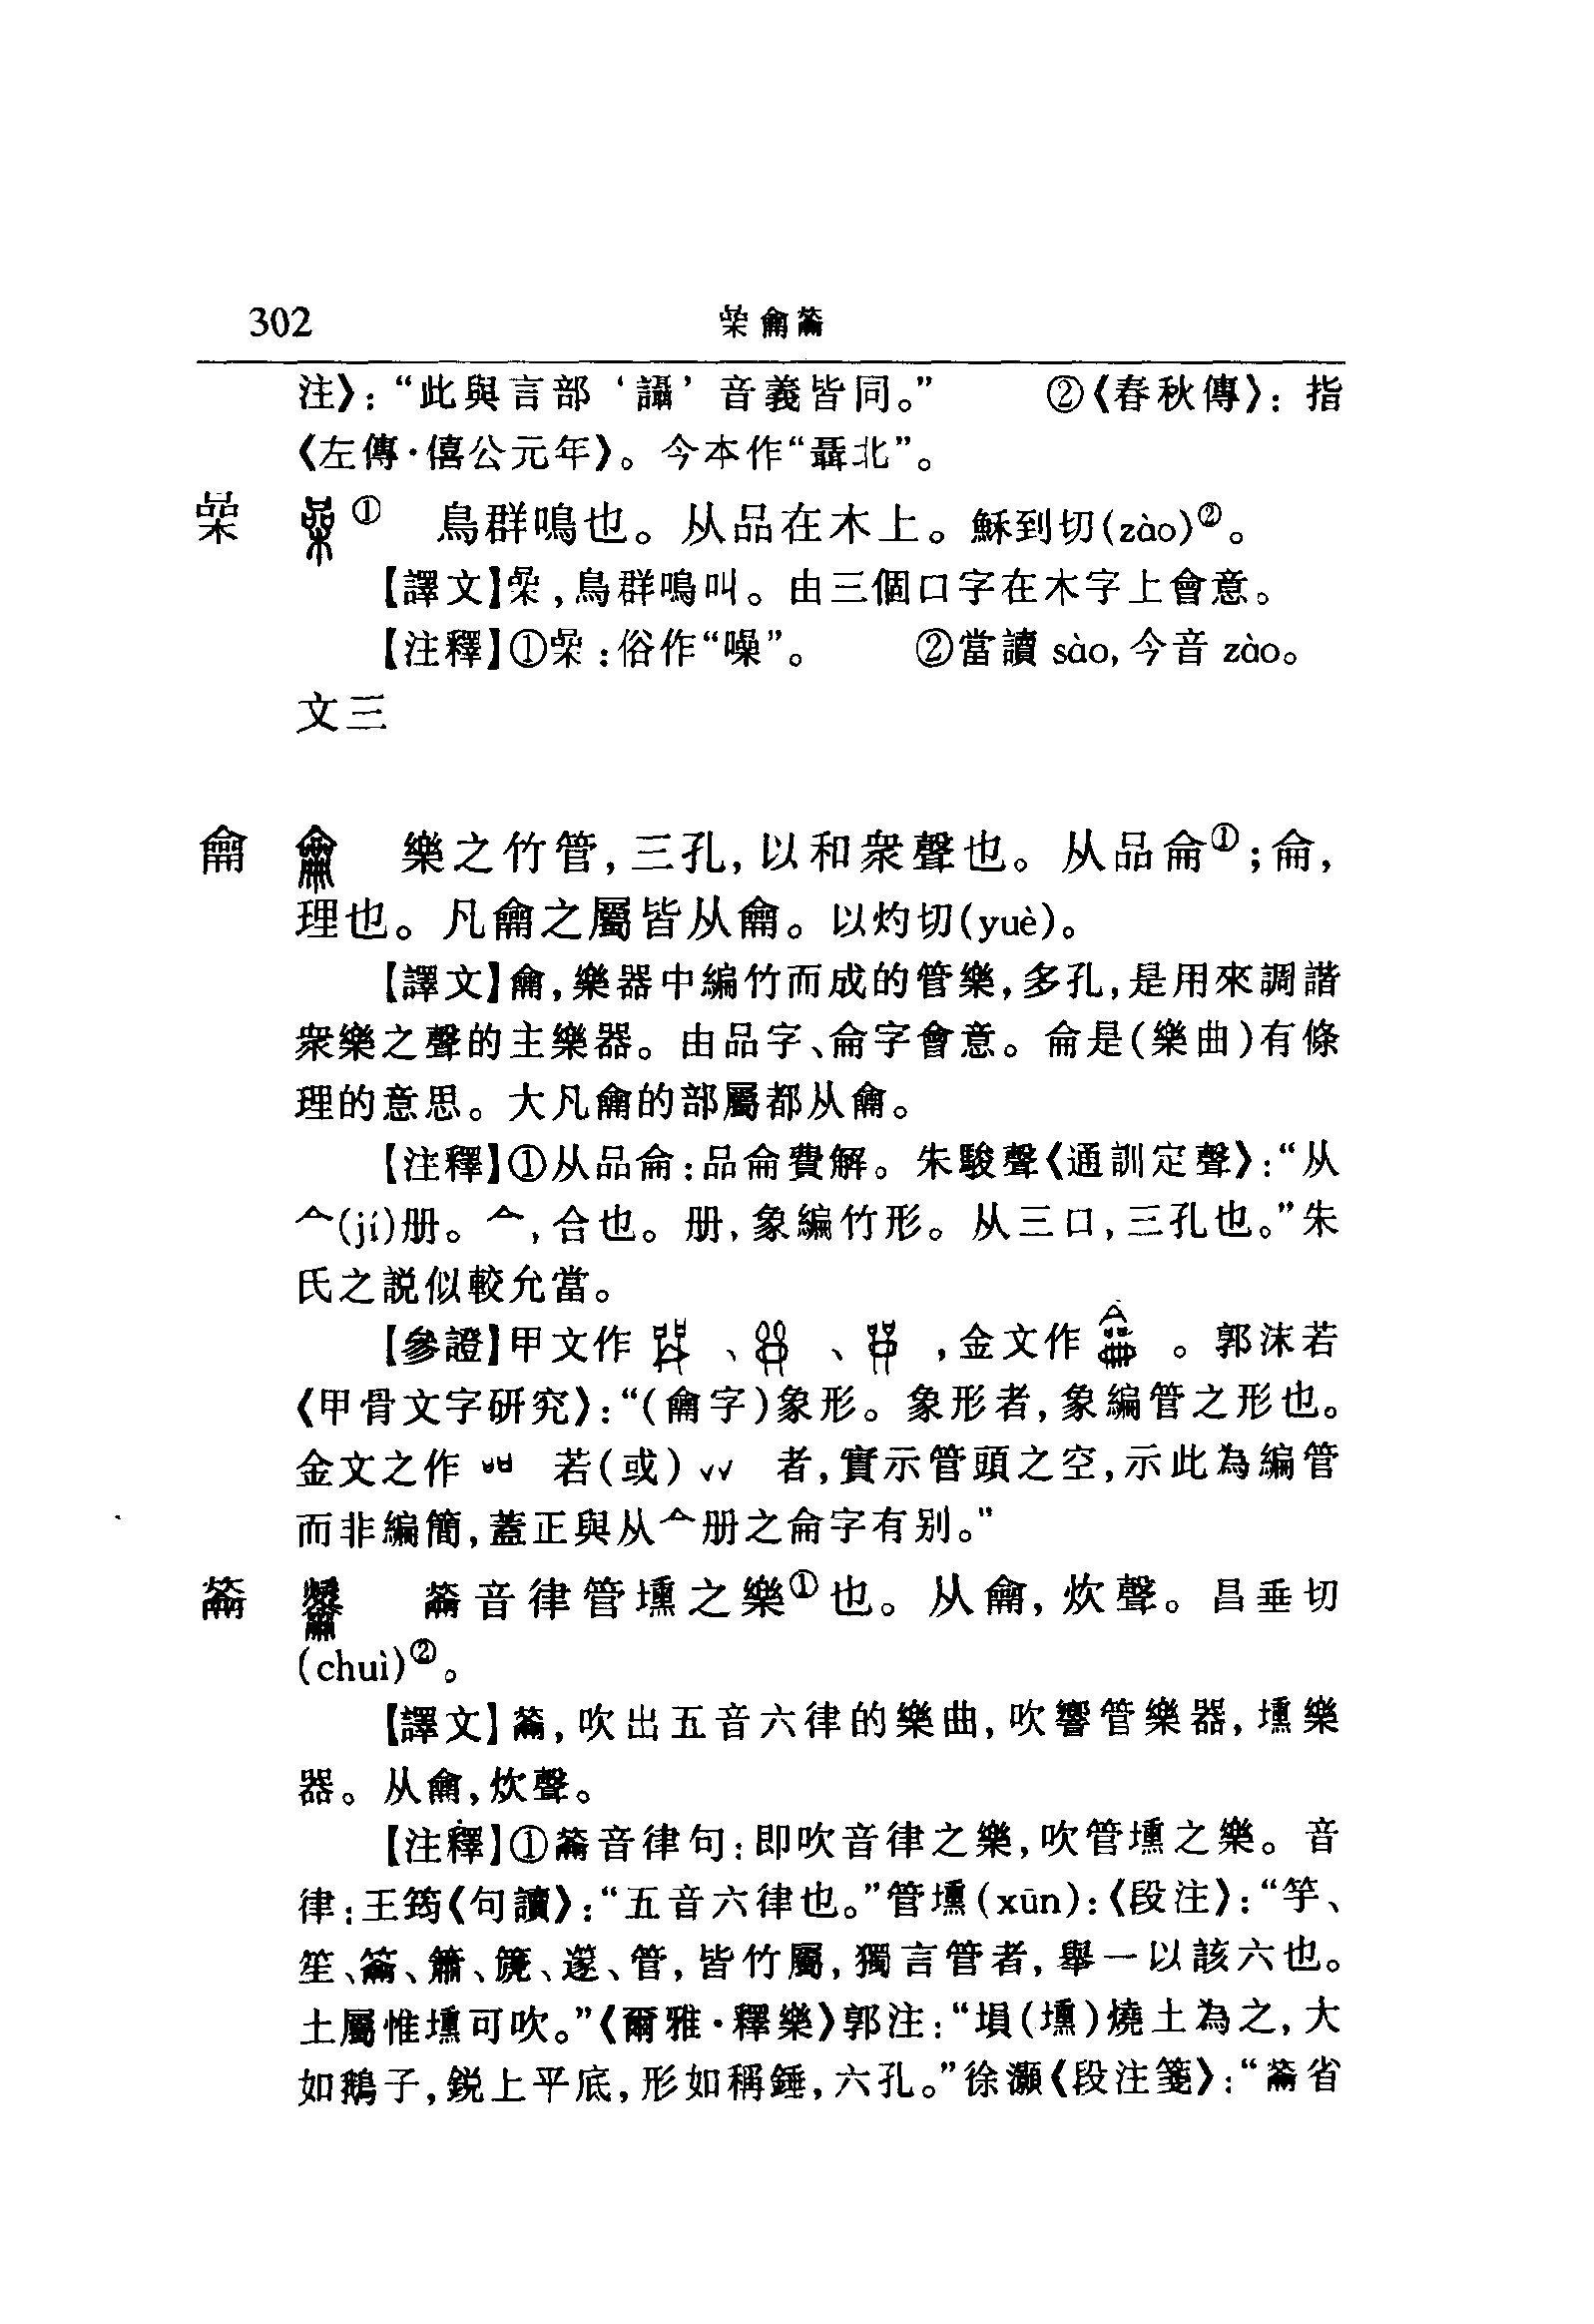 302 喿龠䶴
注》：“此與言部‘讘’音義皆同。” ②《春秋傳》：指
《左傳·僖公元年》。今本作“聶北”。
喿 ① 鳥群鳴也。从品在木上。穌到切(zào)②。
【譯文】喿，鳥群鳴叫。由三個口字在木字上會意。
【注釋】①喿：俗作“噪”。 ②當讀 sào，今音 zào。
文三
龠 樂之竹管，三孔，以和衆聲也。从品侖①；侖，
理也。凡龠之屬皆从龠。以灼切(yuè)。
【譯文】龠，樂器中編竹而成的管樂，多孔，是用來調諧
衆樂之聲的主樂器。由品字、侖字會意。侖是(樂曲)有條
理的意思。大凡龠的部屬都从龠。
【注釋】①从品侖：品侖費解。朱駿聲《通訓定聲》：“从
亼(jí)册。亼，合也。册，象編竹形。从三口，三孔也。”朱
氏之説似較允當。
【參證】甲文作 、 、 ，金文作 。郭沫若
《甲骨文字研究》：“(龠字)象形。象形者，象編管之形也。
金文之作 若(或) 者，實示管頭之空，示此為編管
而非編簡，蓋正與从亼册之侖字有别。”
䶴 䶴音律管壎之樂①也。从龠，炊聲。昌垂切
(chuì)②。
【譯文】䶴，吹出五音六律的樂曲，吹響管樂器，壎樂
器。从龠，炊聲。
【注釋】①䶴音律句：即吹音律之樂，吹管壎之樂。音
律：王筠《句讀》：“五音六律也。”管壎(xūn)：《段注》：“竽、
笙、籥、簫、篪、篴、管，皆竹屬，獨言管者，舉一以該六也。
土屬惟壎可吹。”《爾雅·釋樂》郭注：“塤(壎)燒土為之，大
如鵝子，鋭上平底，形如稱錘，六孔。”徐灝《段注箋》：“䶴省